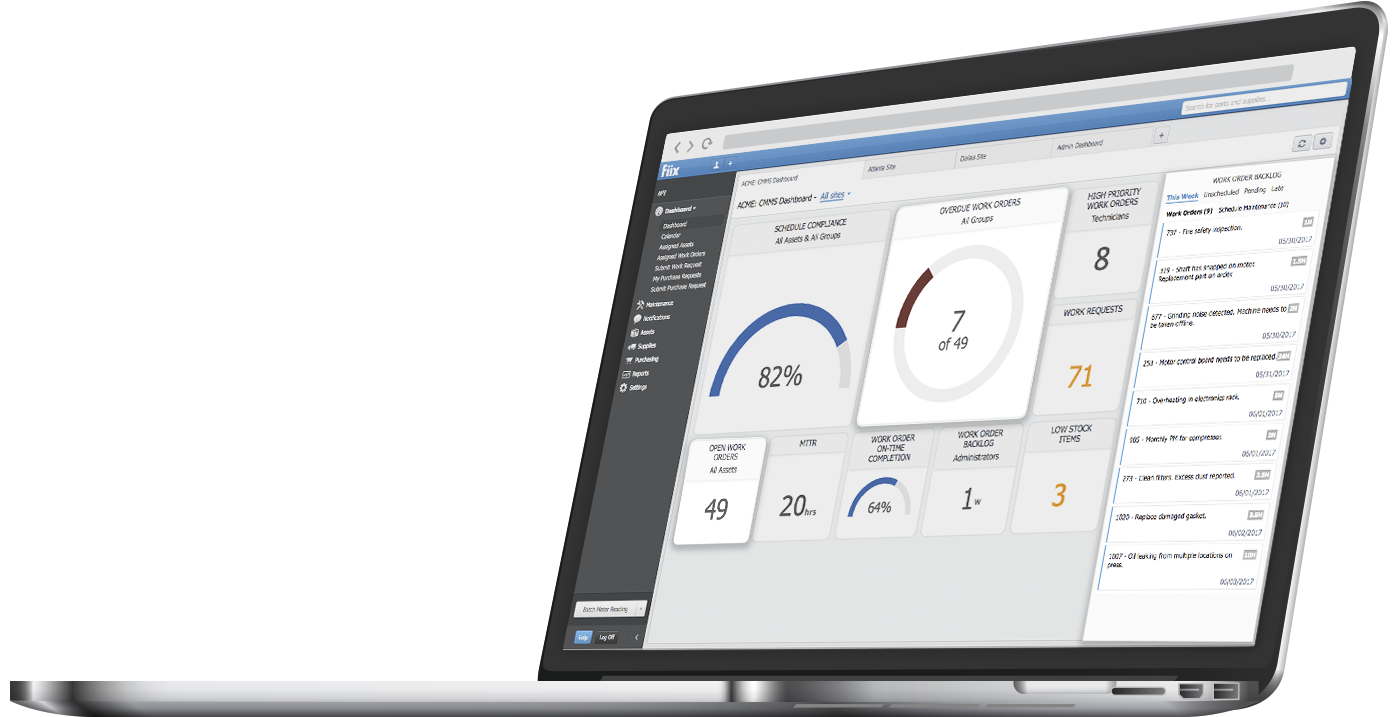 Search for parts and supplies...
Fiix
ACME: CMMS Dashboard
Atlanta Site
Dallas Site
Admin Dashboard
+
Dashboard
Dashboard
Calendar
Assigned Assets
Assigned Work Orders
Submit Work Request
My Purchase Requests
Submit Purchase Request
Maintenance
Notifications
Assets
Supplies
Purchasing
Reports
Settings
Batch Meter Reading
Help
Log Off
ACME: CMMS Dashboard - All sites
SCHEDULE COMPLIANCE
All Assets & All Groups
82%
OVERDUE WORK ORDERS
All Groups
7
of 49
HIGH PRIORITY
WORK ORDERS
Technicians
8
WORK REQUESTS
71
OPEN WORK
ORDERS
All Assets
49
MTTR
20hrs
WORK ORDER
ON-TIME
COMPLETION
64%
WORK ORDER
BACKLOG
Administrators
1w
LOW STOCK
ITEMS
3
WORK ORDER BACKLOG
This Week Unscheduled Pending Late
Work Orders (9) Schedule Maintenance (10)
737 - Fire safety inspection.
05/30/2017
319 - Shaft has snapped on motor.
Replacement part on order.
05/30/2017
577 - Grinding noise detected. Machine needs to
be taken offline.
05/30/2017
253 - Motor control board needs to be replaced.
05/31/2017
710 - Overheating in electronics rack.
06/01/2017
985 - Monthly PM for compressor.
06/01/2017
273 - Clean filters. Excess dust reported.
06/01/2017
1020 - Replace damaged gasket.
06/02/2017
1007 - Oil leaking from multiple locations on
press.
06/03/2017